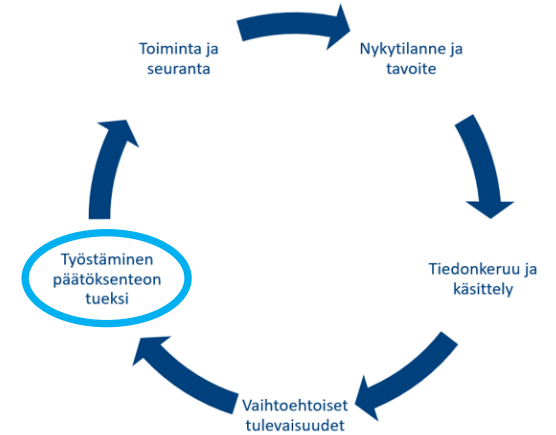 Toiminta ja
seuranta
Nykytilanne ja
tavoite
Tiedonkeruu ja
käsittely
Vaihtoehtoiset
tulevaisuudet
Työstäminen
päätöksenteon
tueksi